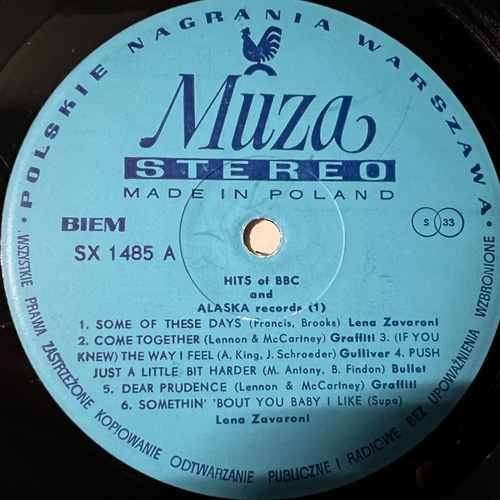 • POLSKIE NAGRANIA WARSZAWA •
Muza
STEREO
MADE IN POLAND
BIEM
SX 1485 A
S 33
HITS of BBC
and
ALASKA records (1)
1. SOME OF THESE DAYS (Francis, Brooks) Lena Zavaroni
2. COME TOGETHER (Lennon & McCartney) Graffiti 3. (IF YOU
KNEW) THE WAY I FEEL (A. King, J. Schroeder) Gulliver 4. PUSH
JUST A LITTLE BIT HARDER (M. Antony, B. Findon) Bullet
5. DEAR PRUDENCE (Lennon & McCartney) Graffiti
6. SOMETHIN' 'BOUT YOU BABY I LIKE (Supa)
Lena Zavaroni
WSZYSTKIE PRAWA ZASTRZEŻONE KOPIOWANIE ODTWARZANIE PUBLICZNE I RADIOWE BEZ UPOWAŻNIENIA WZBRONIONE